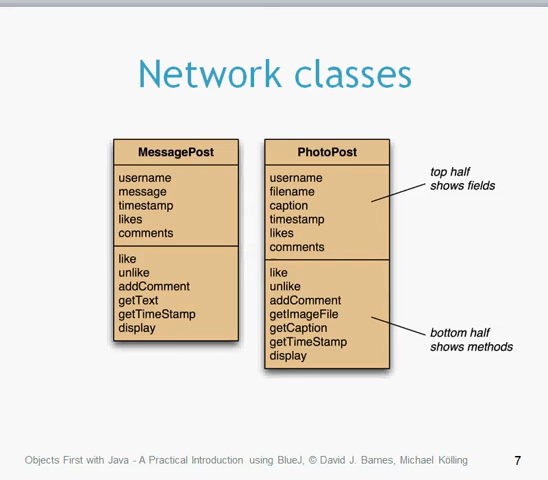 Network classes
MessagePost
username
message
timestamp
likes
comments
like
unlike
addComment
getText
getTimeStamp
display
PhotoPost
username
filename
caption
timestamp
likes
comments
like
unlike
addComment
getImageFile
getCaption
getTimeStamp
display
top half
shows fields
bottom half
shows methods
Objects First with Java - A Practical Introduction using BlueJ, © David J. Barnes, Michael Kölling
7